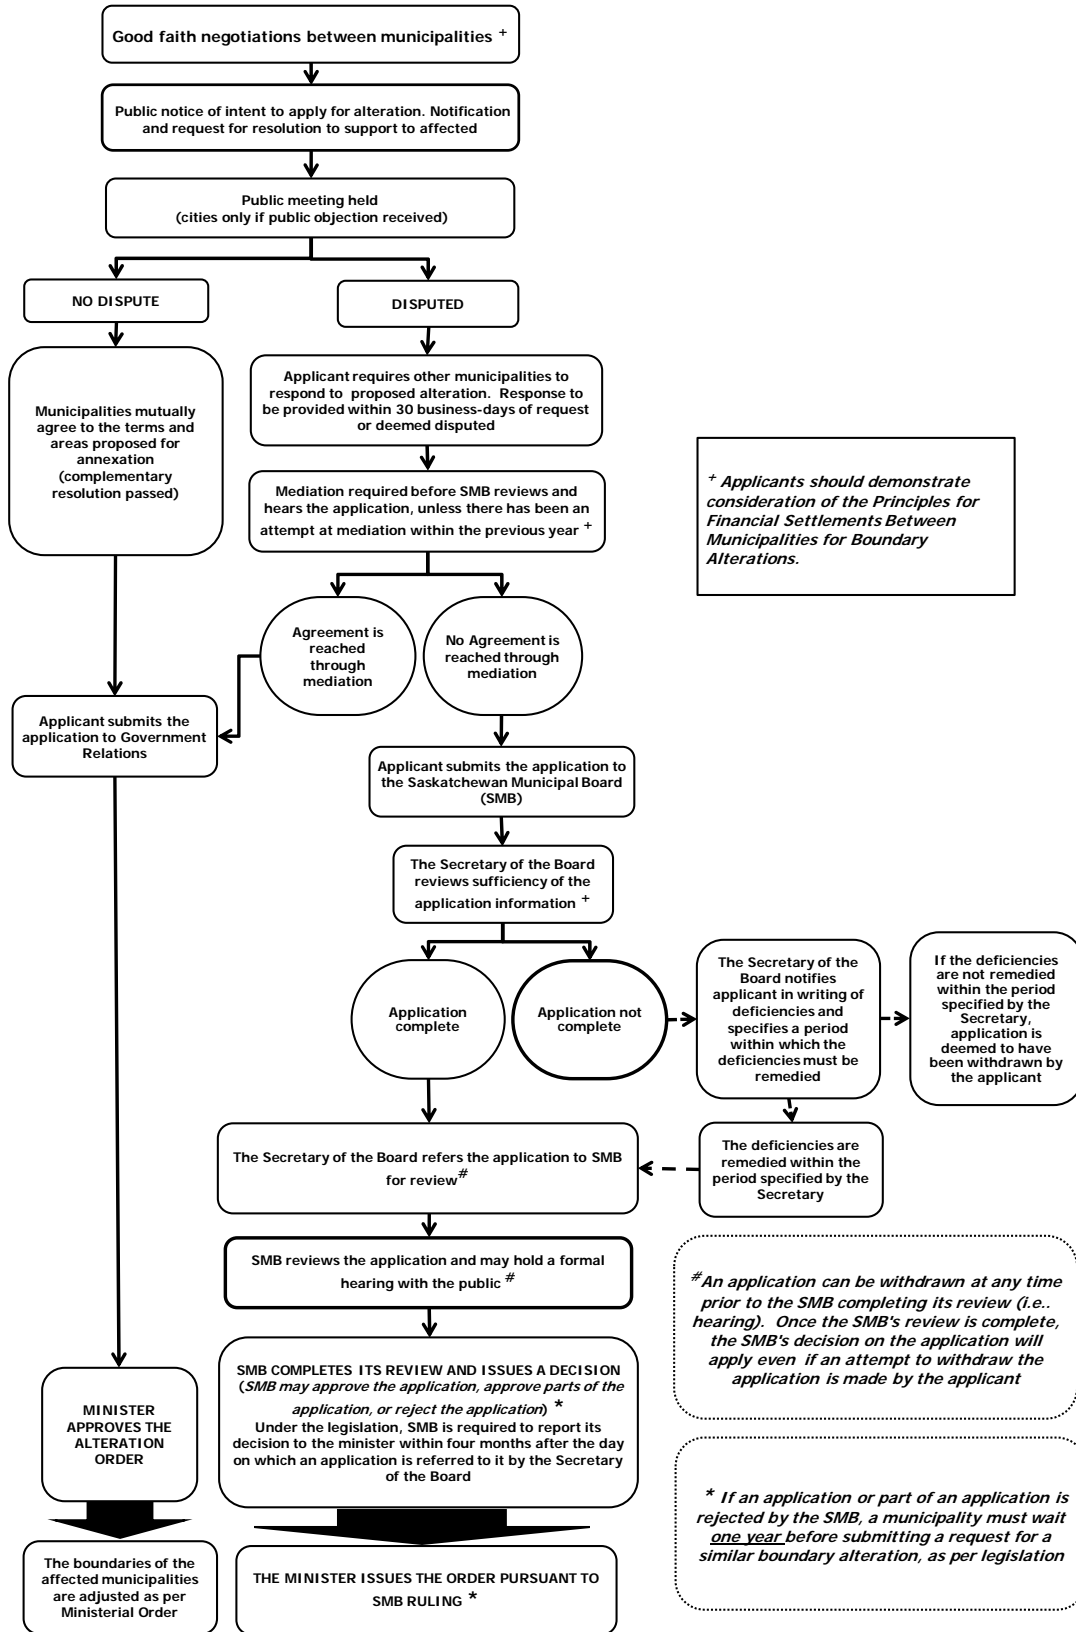 Good faith negotiations between municipalities +
Public notice of intent to apply for alteration. Notification
and request for resolution to support to affected
Public meeting held
(cities only if public objection received)
NO DISPUTE
DISPUTED
Municipalities mutually
agree to the terms and
areas proposed for
annexation
(complementary
resolution passed)
Applicant requires other municipalities to
respond to proposed alteration. Response to
be provided within 30 business-days of request
or deemed disputed
Mediation required before SMB reviews and
hears the application, unless there has been an
attempt at mediation within the previous year +
+ Applicants should demonstrate
consideration of the Principles for
Financial Settlements Between
Municipalities for Boundary
Alterations.
Agreement is
reached
through
mediation
No Agreement is
reached through
mediation
Applicant submits the
application to Government
Relations
Applicant submits the application to
the Saskatchewan Municipal Board
(SMB)
The Secretary of the Board
reviews sufficiency of the
application information +
Application
complete
Application not
complete
The Secretary of the
Board notifies
applicant in writing of
deficiencies and
specifies a period
within which the
deficiencies must be
remedied
If the deficiencies
are not remedied
within the period
specified by the
Secretary,
application is
deemed to have
been withdrawn by
the applicant
The Secretary of the Board refers the application to SMB
for review#
The deficiencies are
remedied within the
period specified by the
Secretary
SMB reviews the application and may hold a formal
hearing with the public #
#An application can be withdrawn at any time
prior to the SMB completing its review (i.e..
hearing). Once the SMB's review is complete,
the SMB's decision on the application will
apply even if an attempt to withdraw the
application is made by the applicant
MINISTER
APPROVES THE
ALTERATION
ORDER
SMB COMPLETES ITS REVIEW AND ISSUES A DECISION
(SMB may approve the application, approve parts of the
application, or reject the application) *
Under the legislation, SMB is required to report its
decision to the minister within four months after the day
on which an application is referred to it by the Secretary
of the Board
* If an application or part of an application is
rejected by the SMB, a municipality must wait
one year before submitting a request for a
similar boundary alteration, as per legislation
The boundaries of the
affected municipalities
are adjusted as per
Ministerial Order
THE MINISTER ISSUES THE ORDER PURSUANT TO
SMB RULING *